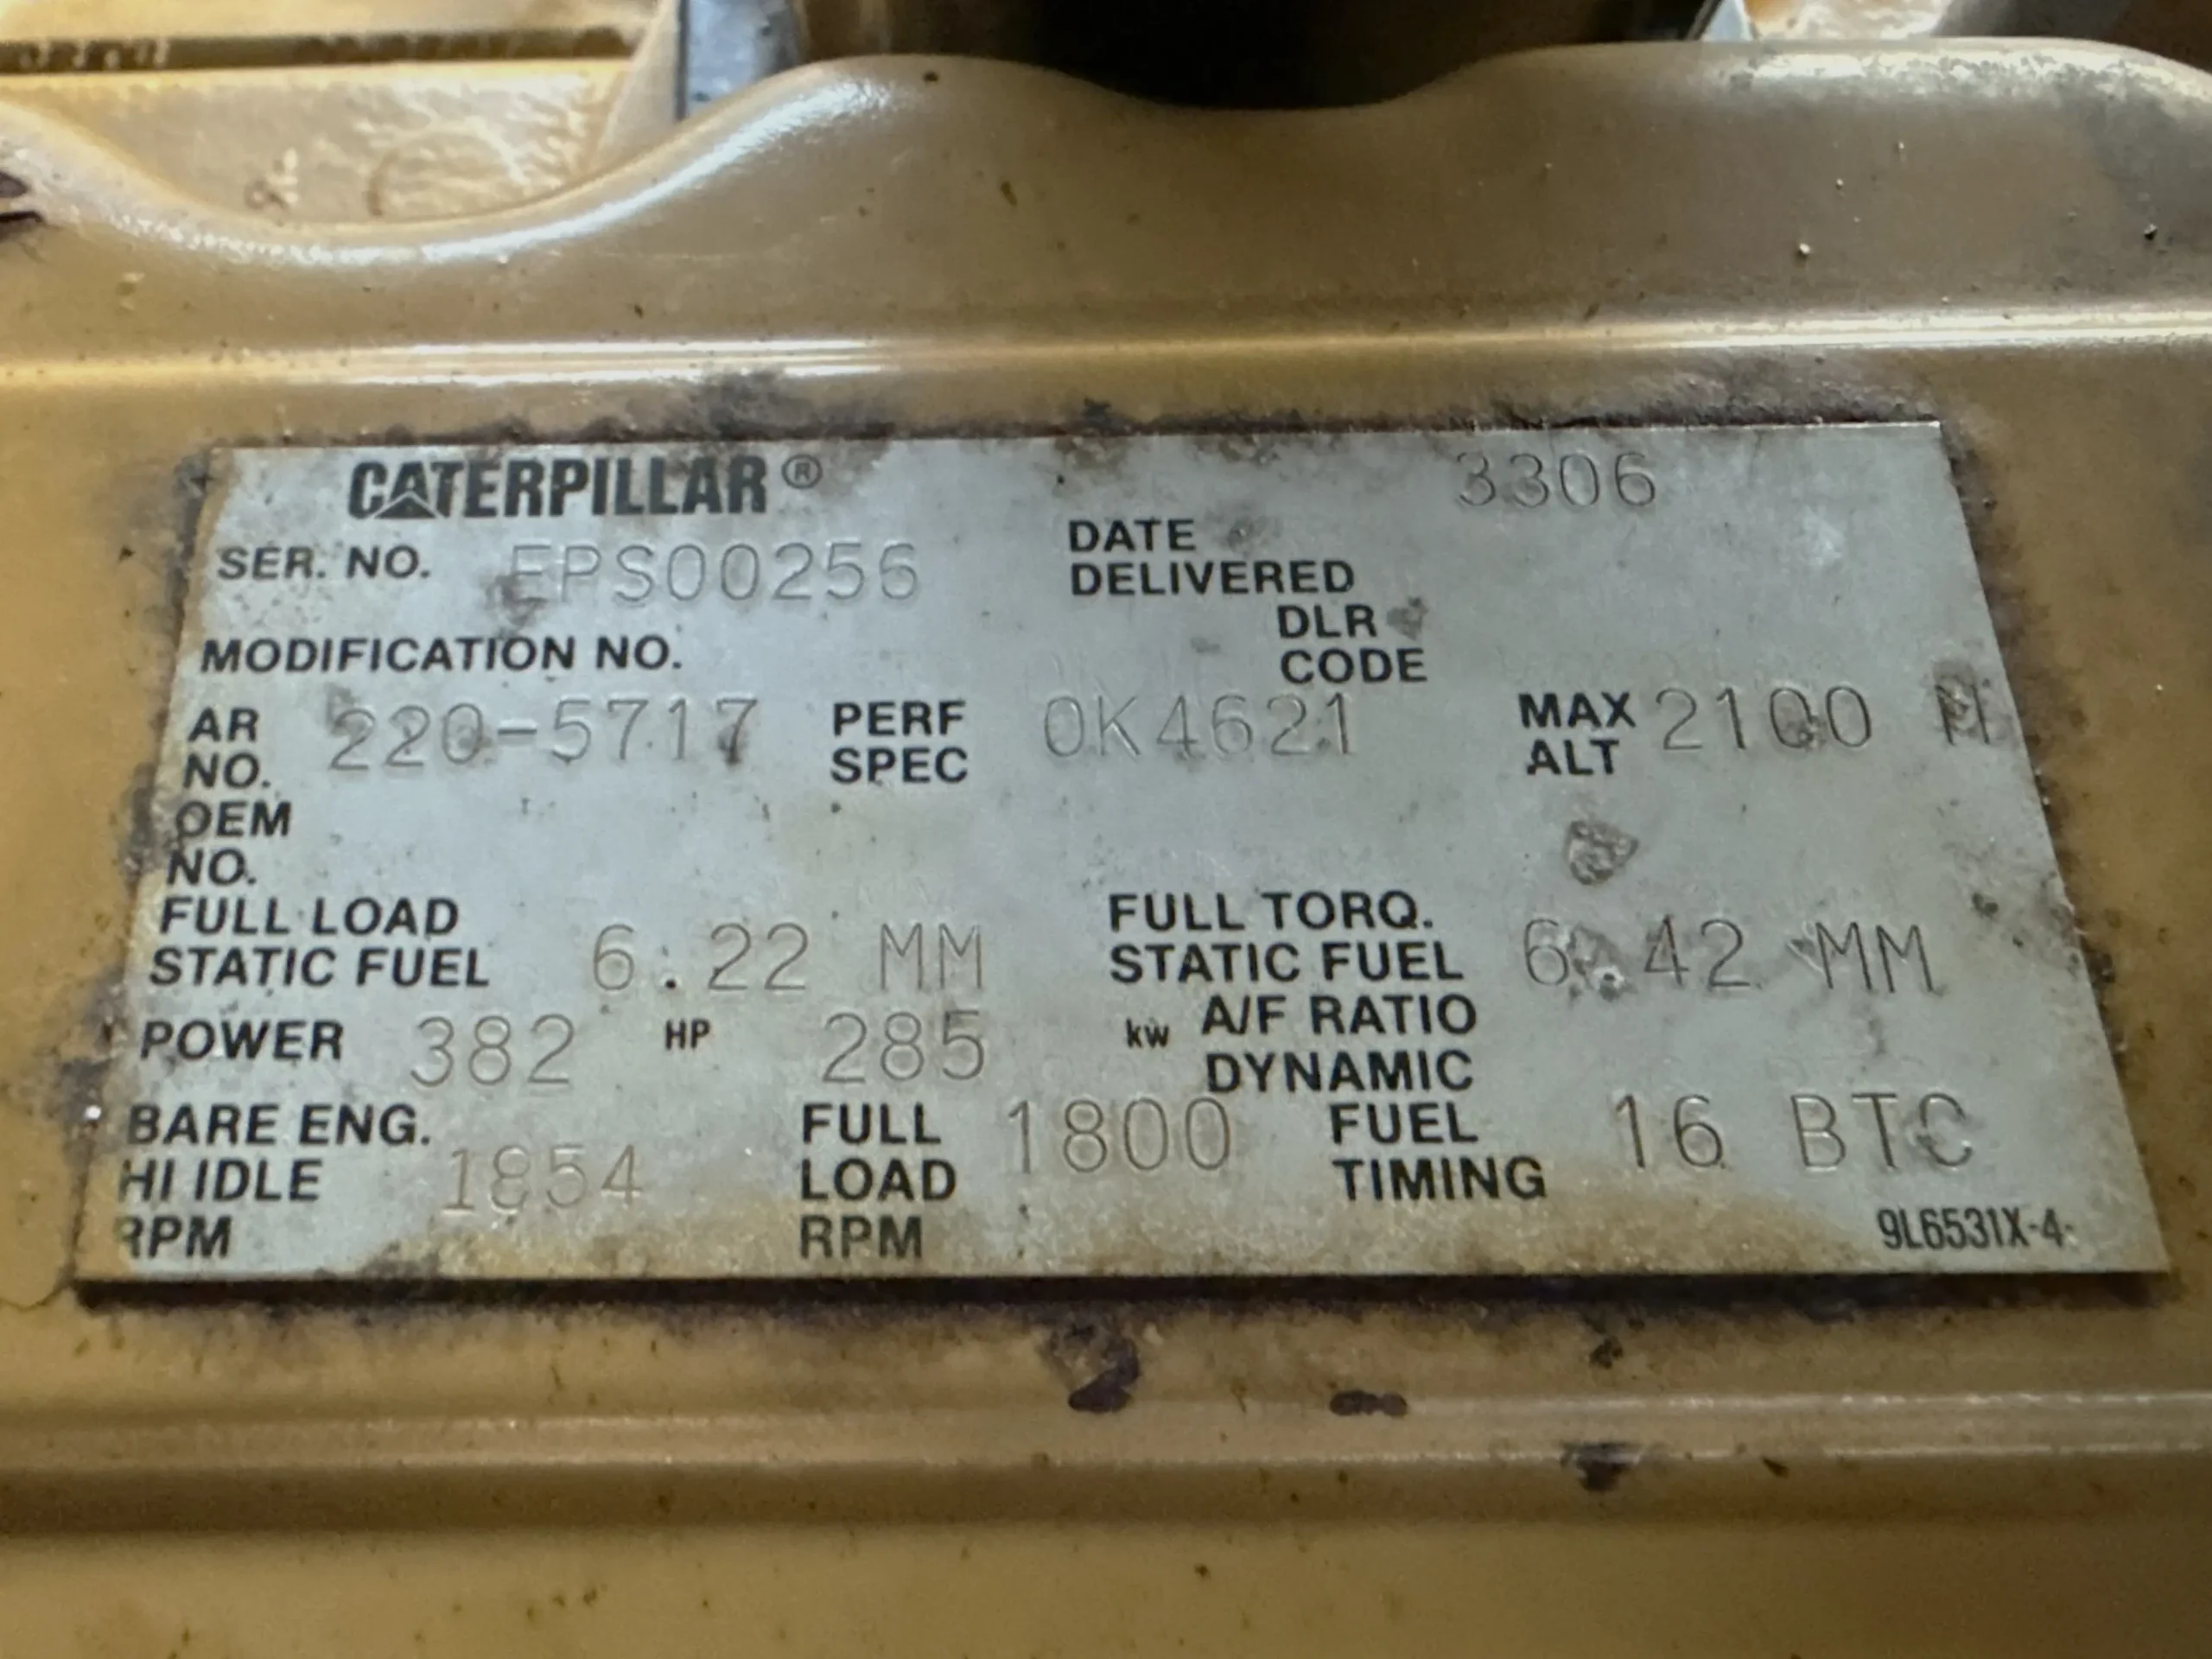 CATERPILLAR® 3306
SER. NO. EPS00256 DATE DELIVERED
MODIFICATION NO. DLR CODE
AR NO. 220-5717 PERF SPEC 0K4621 MAX ALT 2100 M
OEM NO.
FULL LOAD STATIC FUEL 6.22 MM FULL TORQ. STATIC FUEL 6.42 MM
POWER 382 HP 285 kw A/F RATIO DYNAMIC
BARE ENG. HI IDLE RPM 1854 FULL LOAD RPM 1800 FUEL TIMING 16 BTC
9L6531X-4